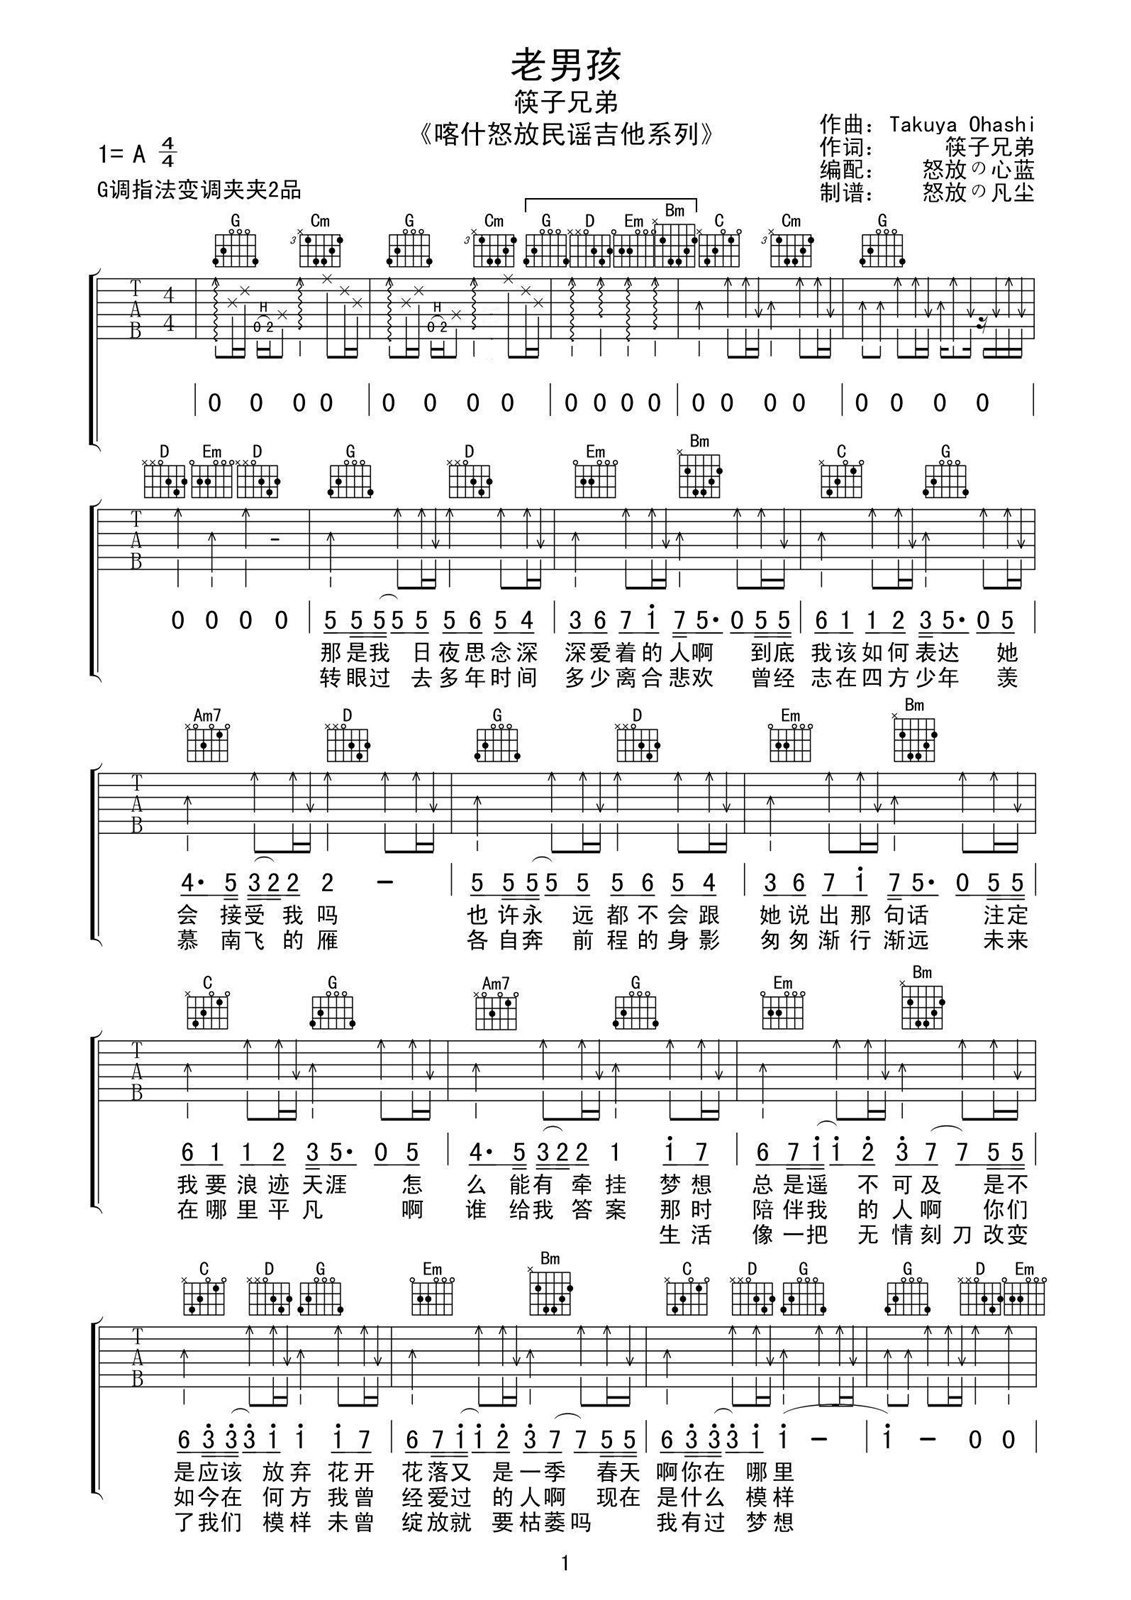 老男孩
筷子兄弟
《喀什怒放民谣吉他系列》
作曲: Takuya Ohashi
作词: 筷子兄弟
编配: 怒放の心蓝
制谱: 怒放の凡尘
1= A 4/4
G调指法变调夹夹2品
G Cm G Cm G D Em Bm C Cm G
3 3 3
T A B 4 4 H 0 2 H 0 2
0 0 0 0 0 0 0 0 0 0 0 0 0 0 0 0 0 0 0 0
D Em D G D Em Bm C G
T A B
0 0 0 0 5 5 5 5 5 5 6 5 4 3 6 7 1 7 5· 0 5 5 6 1 1 2 3 5· 0 5
那是我 日夜思念深 深爱着的人啊 到底 我该如何表达 她
转眼过 去多年时间 多少离合悲欢 曾经 志在四方少年 羡
Am7 D G D Em Bm
T A B
4· 5 3 2 2 2 — 5 5 5 5 5 5 6 5 4 3 6 7 1 7 5· 0 5 5
会 接受 我吗 也许永 远都不会跟 她说出那句话 注定
慕 南飞 的雁 各自奔 前程的身影 匆匆渐行渐远 未来
C G Am7 G Em Bm
T A B
6 1 1 2 3 5· 0 5 4· 5 3 2 2 1 1 7 6 7 1 1 2 3 7 7 5 5
我要浪迹天涯 怎 么能有牵挂 梦想 总是遥 不可及 是不
在哪里平凡 啊 谁给我答案 那时 陪伴我 的人啊 你们
生活 像一把 无情刻刀改变
C D G Em Bm C D G G D Em
T A B
6 3 3 3 1 1 1 7 6 7 1 1 2 3 7 7 5 5 6 3 3 3 1 1 — 1 — 0 0
是应该 放弃 花开 花落又 是一季 春天 啊你在 哪里
如今在 何方 我曾 经爱过 的人啊 现在 是什么 模样
了我们 模样 未曾 绽放就 要枯萎吗 我有过 梦想
1